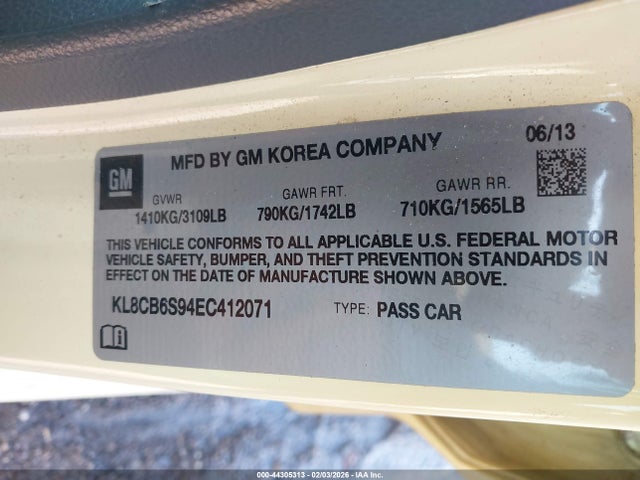 GM
MFD BY GM KOREA COMPANY
06/13
GVWR
1410KG/3109LB
GAWR FRT.
790KG/1742LB
GAWR RR.
710KG/1565LB
THIS VEHICLE CONFORMS TO ALL APPLICABLE U.S. FEDERAL MOTOR
VEHICLE SAFETY, BUMPER, AND THEFT PREVENTION STANDARDS IN
EFFECT ON THE DATE OF MANUFACTURE SHOWN ABOVE.
KL8CB6S94EC412071
TYPE: PASS CAR
000-44305313 - 02/03/2026 - IAA Inc.